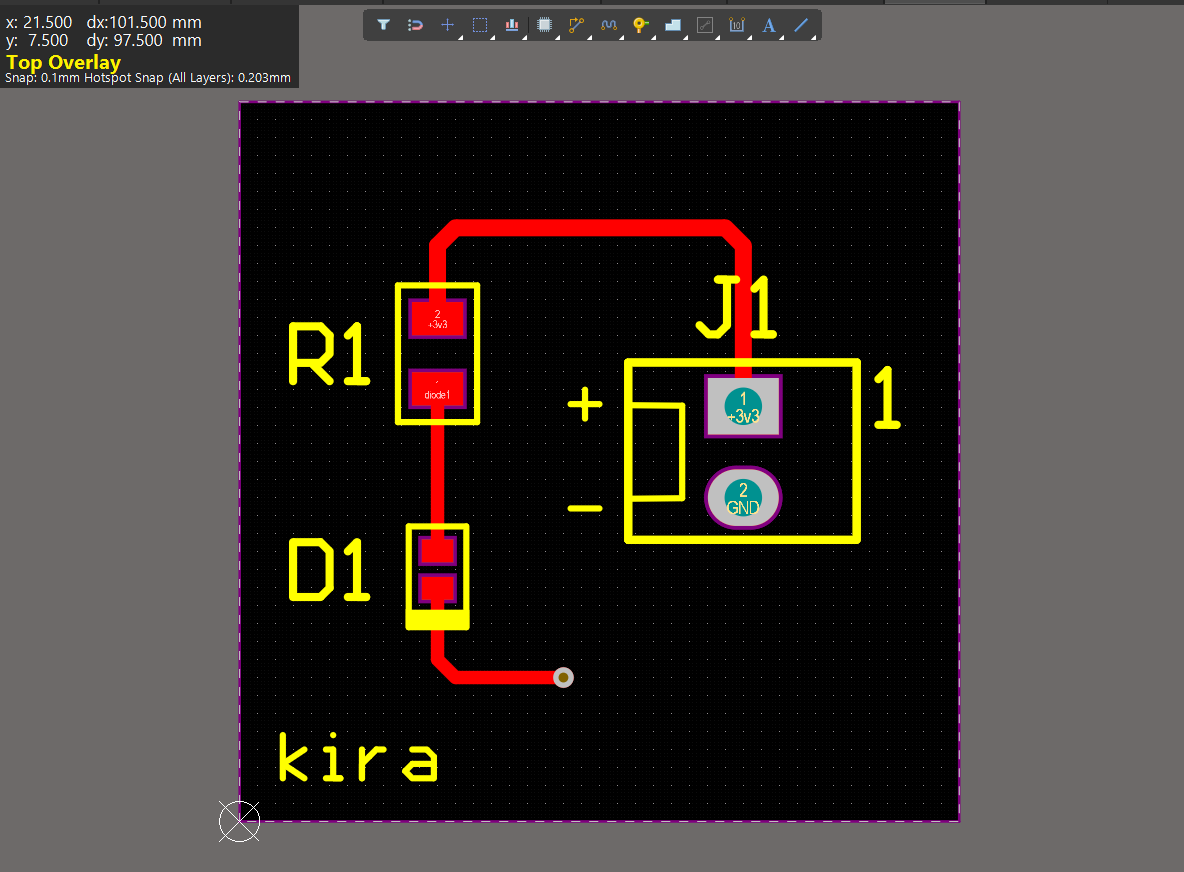 x: 21.500 dx:101.500 mm
y: 7.500 dy: 97.500 mm
Top Overlay
Snap: 0.1mm Hotspot Snap (All Layers): 0.203mm
J1
2
+3v3
R1
diode1
1
+3v3
1
+
2
GND
−
D1
kira